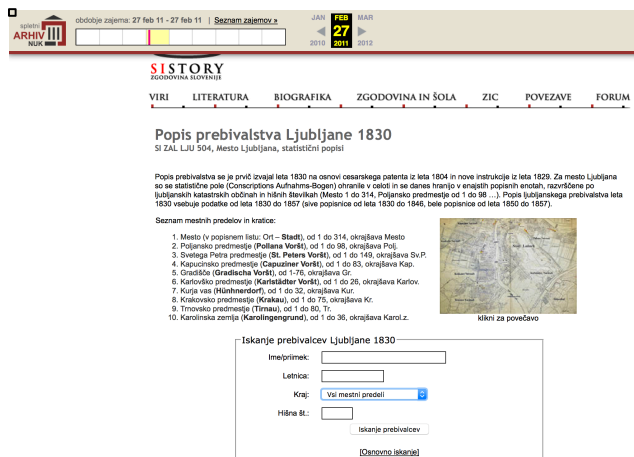 spletni
ARHIV
NUK
obdobje zajema: 27 feb 11 - 27 feb 11 | Seznam zajemov »
JAN FEB MAR
27
2010 2011 2012
SISTORY
ZGODOVINA SLOVENIJE
VIRI LITERATURA BIOGRAFIKA ZGODOVINA IN ŠOLA ZIC POVEZAVE FORUM
Popis prebivalstva Ljubljane 1830
SI ZAL LJU 504, Mesto Ljubljana, statistični popisi
Popis prebivalstva se je prvič izvajal leta 1830 na osnovi cesarskega patenta iz leta 1804 in nove instrukcije iz leta 1829. Za mesto Ljubljana
so se statistične pole (Conscriptions Aufnahms-Bogen) ohranile v celoti in se danes hranijo v enajstih popisnih enotah, razvrščene po
ljubljanskih katastrskih občinah in hišnih številkah (Mesto 1 do 314, Poljansko predmestje od 1 do 98 ...). Popis ljubljanskega prebivalstva leta
1830 vsebuje podatke od leta 1830 do 1857 (sive popisnice od leta 1830 do 1846, bele popisnice od leta 1850 do 1857).
Seznam mestnih predelov in kratice:
1. Mesto (v popisnem listu: Ort – Stadt), od 1 do 314, okrajšava Mesto
2. Poljansko predmestje (Pollana Voršt), od 1 do 98, okrajšava Polj.
3. Svetega Petra predmestje (St. Peters Voršt), od 1 do 149, okrajšava Sv.P.
4. Kapucinsko predmestje (Capuziner Voršt), od 1 do 83, okrajšava Kap.
5. Gradišče (Gradischa Voršt), od 1-76, okrajšava Gr.
6. Karlovško predmestje (Karlstädter Voršt), od 1 do 26, okrajšava Karlov.
7. Kurja vas (Hünhnerdorf), od 1 do 32, okrajšava Kur.
8. Krakovsko predmestje (Krakau), od 1 do 75, okrajšava Kr.
9. Trnovsko predmestje (Tirnau), od 1 do 80, Tr.
10. Karolinska zemlja (Karolingengrund), od 1 do 36, okrajšava Karol.z.
klikni za povečavo
Iskanje prebivalcev Ljubljane 1830
Ime/priimek:
Letnica:
Kraj: Vsi mestni predeli
Hišna št.:
Iskanje prebivalcev
[Osnovno iskanje]